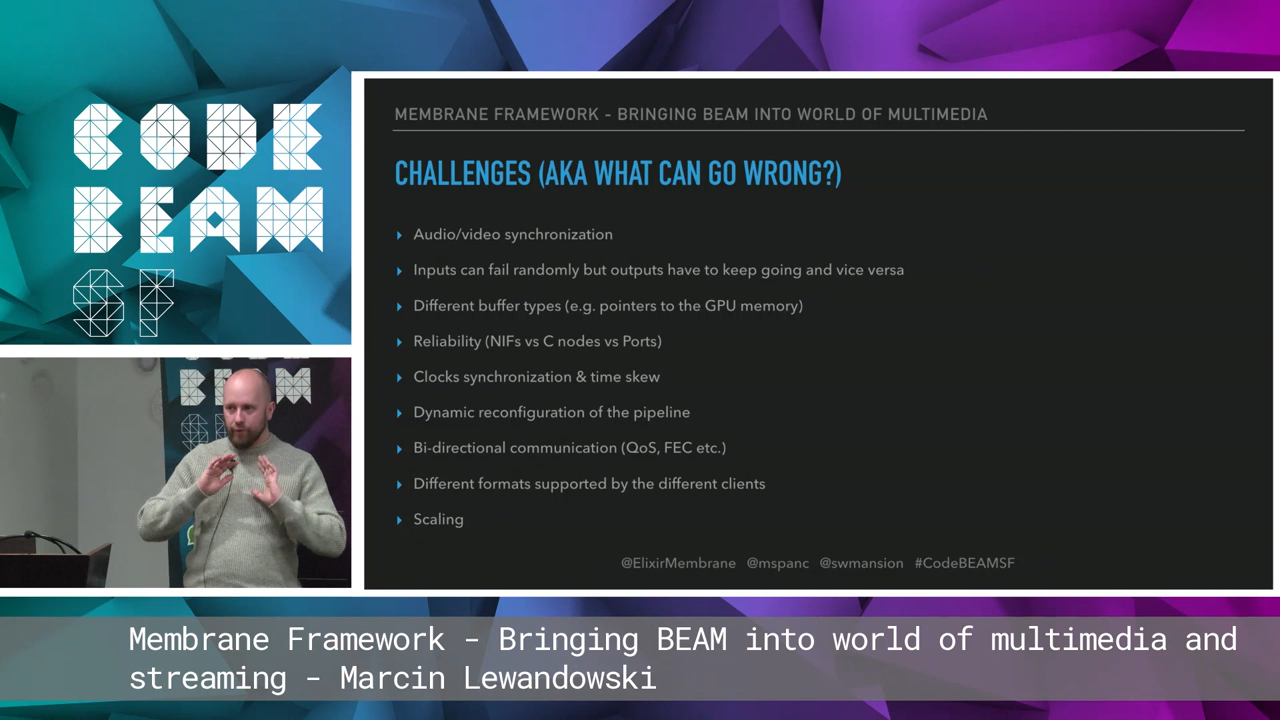 CODE
BEAM
SF
MEMBRANE FRAMEWORK - BRINGING BEAM INTO WORLD OF MULTIMEDIA
CHALLENGES (AKA WHAT CAN GO WRONG?)
Audio/video synchronization
Inputs can fail randomly but outputs have to keep going and vice versa
Different buffer types (e.g. pointers to the GPU memory)
Reliability (NIFs vs C nodes vs Ports)
Clocks synchronization & time skew
Dynamic reconfiguration of the pipeline
Bi-directional communication (QoS, FEC etc.)
Different formats supported by the different clients
Scaling
@ElixirMembrane @mspanc @swmansion #CodeBEAMSF
BEAM
Membrane Framework - Bringing BEAM into world of multimedia and
streaming - Marcin Lewandowski